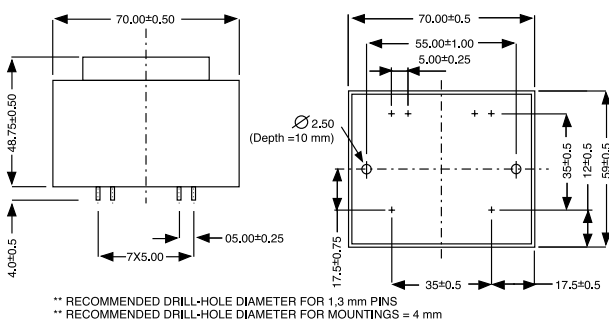 70.00±0.50
48.75±0.50
4.0±0.5
7X5.00
05.00±0.25
70.00±0.5
55.00±1.00
5.00±0.25
Ø 2.50
(Depth =10 mm)
17.5±0.75
35±0.5
12±0.5
59±0.5
35±0.5
17.5±0.5
** RECOMMENDED DRILL-HOLE DIAMETER FOR 1,3 mm PINS
** RECOMMENDED DRILL-HOLE DIAMETER FOR MOUNTINGS = 4 mm